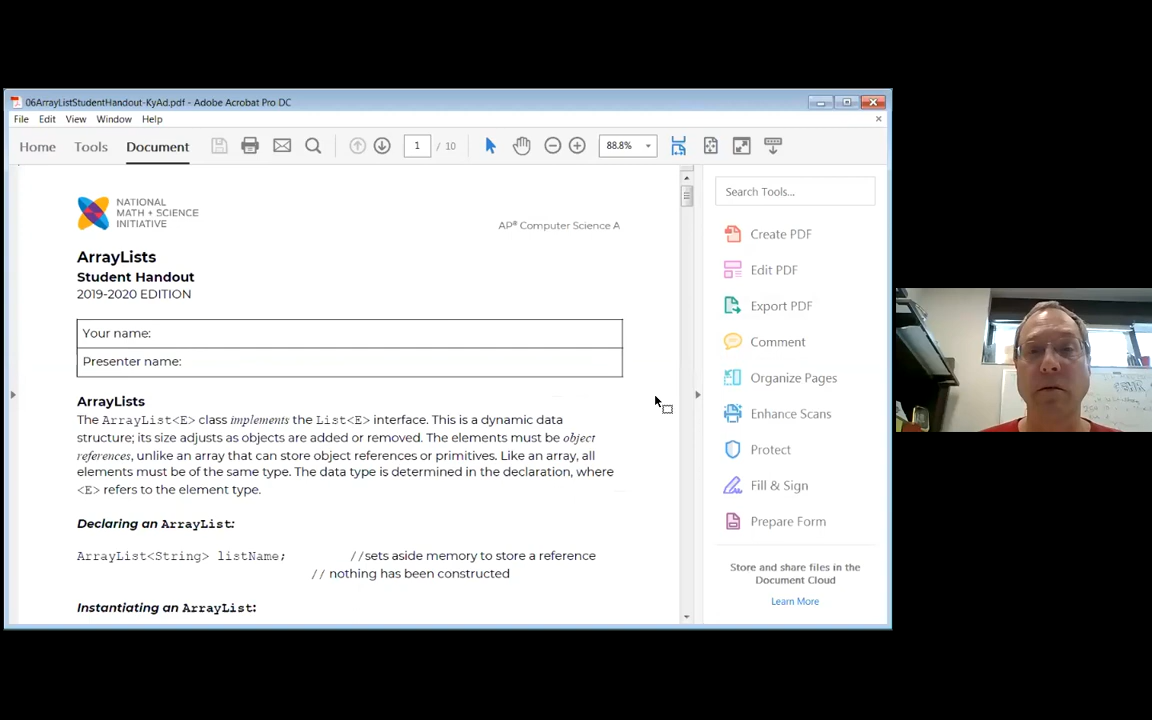 06ArrayListStudentHandout-KyAd.pdf - Adobe Acrobat Pro DC
File Edit View Window Help
Home Tools Document 1 / 10 88.8%
Search Tools...
NATIONAL
MATH + SCIENCE
INITIATIVE
AP® Computer Science A
ArrayLists
Student Handout
2019-2020 EDITION
Your name:
Presenter name:
ArrayLists
The ArrayList<E> class implements the List<E> interface. This is a dynamic data
structure; its size adjusts as objects are added or removed. The elements must be object
references, unlike an array that can store object references or primitives. Like an array, all
elements must be of the same type. The data type is determined in the declaration, where
<E> refers to the element type.
Declaring an ArrayList:
ArrayList<String> listName; //sets aside memory to store a reference
// nothing has been constructed
Instantiating an ArrayList:
Create PDF
Edit PDF
Export PDF
Comment
Organize Pages
Enhance Scans
Protect
Fill & Sign
Prepare Form
Store and share files in the
Document Cloud
Learn More